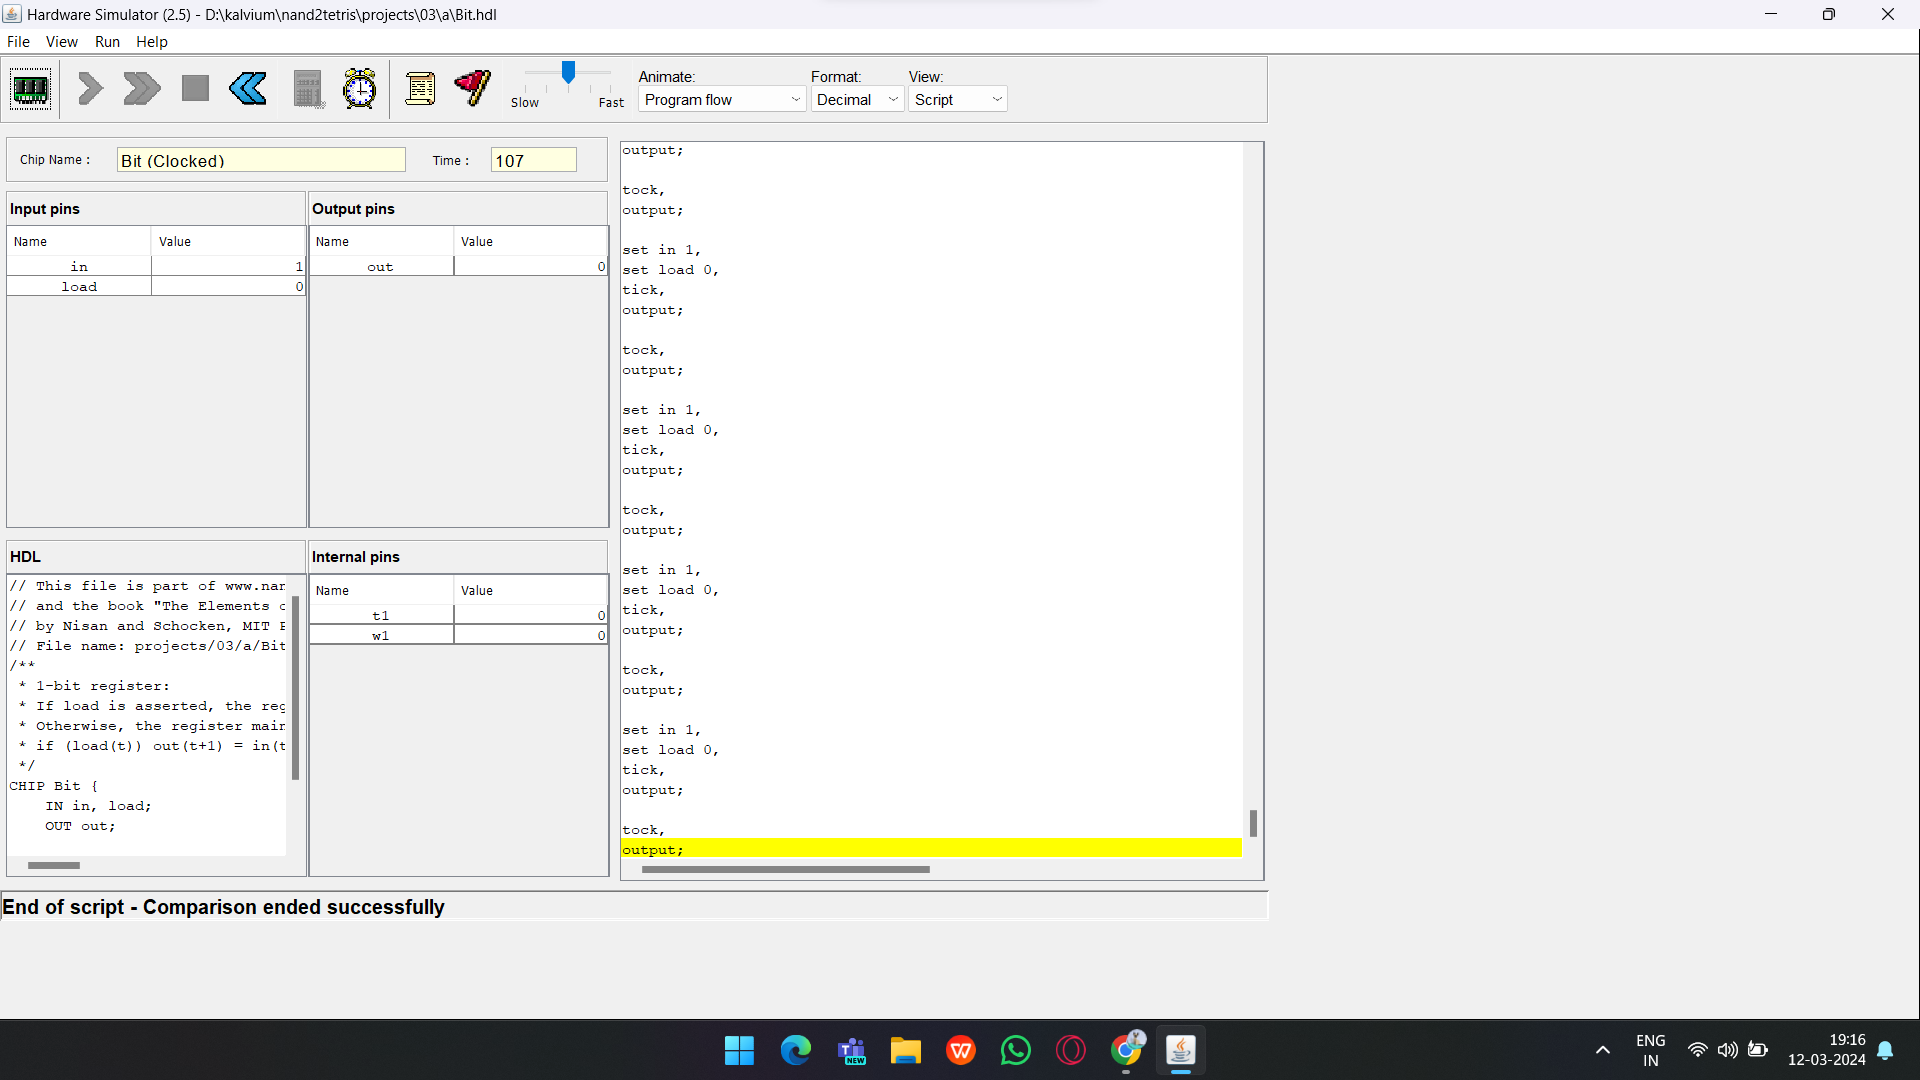 Hardware Simulator (2.5) - D:\kalvium\nand2tetris\projects\03\a\Bit.hdl
File View Run Help
Slow Fast
Animate:
Program flow
Format:
Decimal
View:
Script
Chip Name :
Bit (Clocked)
Time :
107
Input pins
Name Value
in 1
load 0
Output pins
Name Value
out 0
HDL
// This file is part of www.nan
// and the book "The Elements o
// by Nisan and Schocken, MIT P
// File name: projects/03/a/Bit
/**
* 1-bit register:
* If load is asserted, the reg
* Otherwise, the register main
* if (load(t)) out(t+1) = in(t
*/
CHIP Bit {
IN in, load;
OUT out;
Internal pins
Name Value
t1 0
w1 0
output;
tock,
output;
set in 1,
set load 0,
tick,
output;
tock,
output;
set in 1,
set load 0,
tick,
output;
tock,
output;
set in 1,
set load 0,
tick,
output;
tock,
output;
set in 1,
set load 0,
tick,
output;
tock,
output;
End of script - Comparison ended successfully
NEW
ENG
IN
19:16
12-03-2024